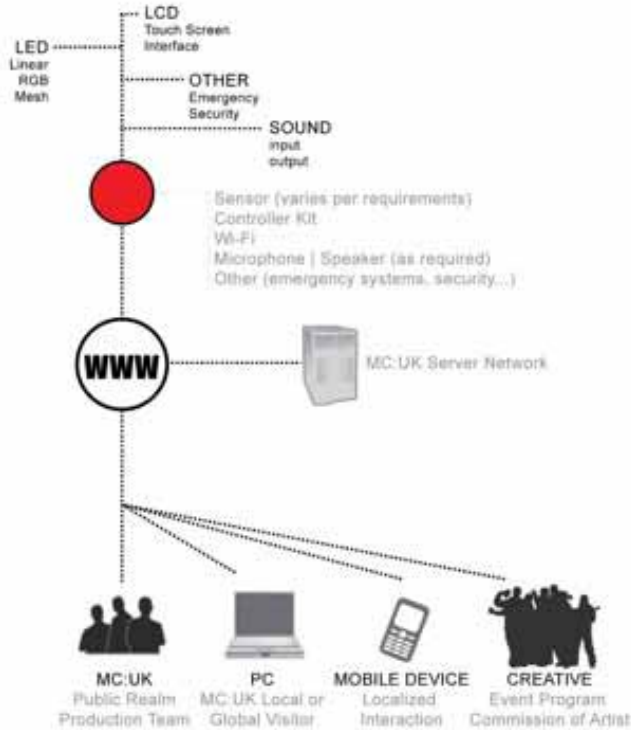 LCD
Touch Screen
Interface
LED
Linear
RGB
Mesh
OTHER
Emergency
Security
SOUND
input
output
Sensor (varies per requirements)
Controller Kit
Wi-Fi
Microphone | Speaker (as required)
Other (emergency systems, security...)
WWW
MC:UK Server Network
MC:UK
Public Realm
Production Team
PC
MC:UK Local or
Global Visitor
MOBILE DEVICE
Localized
Interaction
CREATIVE
Event Program
Commission of Artist